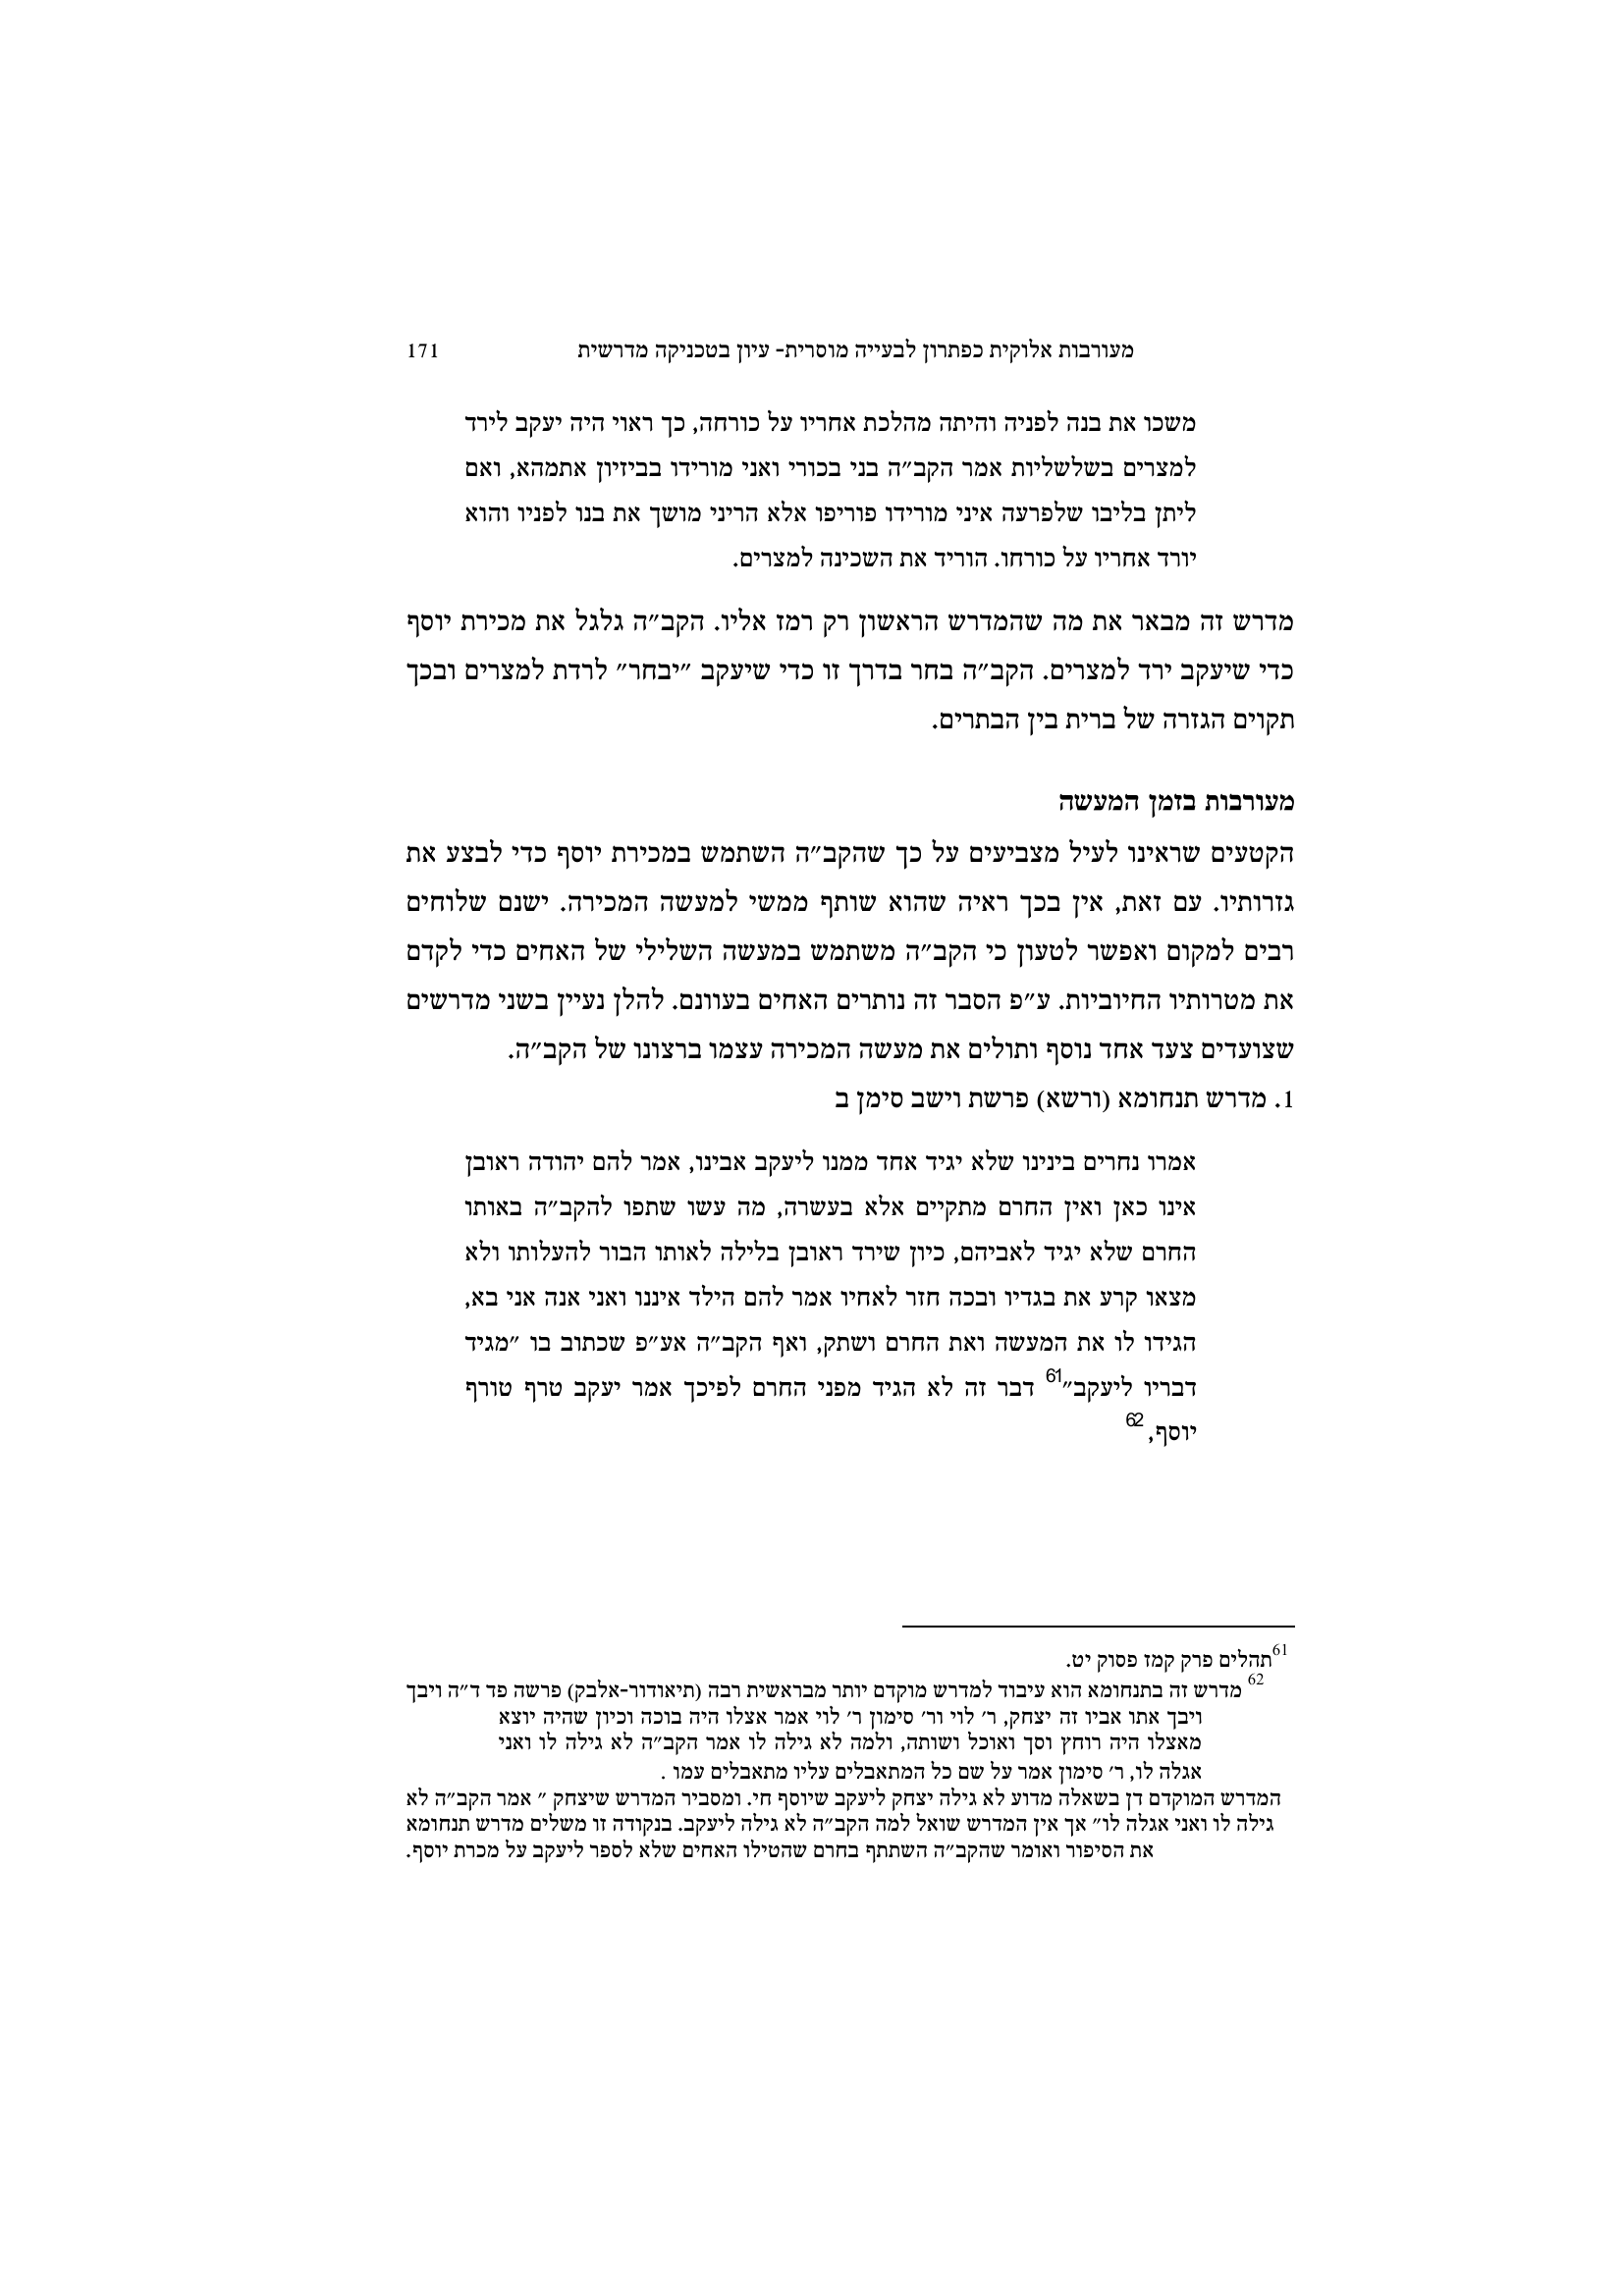 מעורבות אלוקית כפתרון לבעייה מוסרית- עיון בטכניקה מדרשית 171
משכו את בנה לפניה והיתה מהלכת אחריו על כורחה, כך ראוי היה יעקב לירד
למצרים בשלשליות אמר הקב״ה בני בכורי ואני מורידו בביזיון אתמהא, ואם
ליתן בליבו שלפרעה איני מורידו פוריפו אלא הריני מושך את בנו לפניו והוא
יורד אחריו על כורחו. הוריד את השכינה למצרים.
מדרש זה מבאר את מה שהמדרש הראשון רק רמז אליו. הקב״ה גלגל את מכירת יוסף
כדי שיעקב ירד למצרים. הקב״ה בחר בדרך זו כדי שיעקב ״יבחר״ לרדת למצרים ובכך
תקוים הגזרה של ברית בין הבתרים.
מעורבות בזמן המעשה
הקטעים שראינו לעיל מצביעים על כך שהקב״ה השתמש במכירת יוסף כדי לבצע את
גזרותיו. עם זאת, אין בכך ראיה שהוא שותף ממשי למעשה המכירה. ישנם שלוחים
רבים למקום ואפשר לטעון כי הקב״ה משתמש במעשה השלילי של האחים כדי לקדם
את מטרותיו החיוביות. ע״פ הסבר זה נותרים האחים בעוונם. להלן נעיין בשני מדרשים
שצועדים צעד אחד נוסף ותולים את מעשה המכירה עצמו ברצונו של הקב״ה.
1. מדרש תנחומא (ורשא) פרשת וישב סימן ב
אמרו נחרים בינינו שלא יגיד אחד ממנו ליעקב אבינו, אמר להם יהודה ראובן
אינו כאן ואין החרם מתקיים אלא בעשרה, מה עשו שתפו להקב״ה באותו
החרם שלא יגיד לאביהם, כיון שירד ראובן בלילה לאותו הבור להעלותו ולא
מצאו קרע את בגדיו ובכה חזר לאחיו אמר להם הילד איננו ואני אנה אני בא,
הגידו לו את המעשה ואת החרם ושתק, ואף הקב״ה אע״פ שכתוב בו ״מגיד
דבריו ליעקב״61 דבר זה לא הגיד מפני החרם לפיכך אמר יעקב טרף טורף
יוסף, 62
61תהלים פרק קמז פסוק יט.
62 מדרש זה בתנחומא הוא עיבוד למדרש מוקדם יותר מבראשית רבה (תיאודור-אלבק) פרשה פד ד״ה ויבך
ויבך אתו אביו זה יצחק, ר׳ לוי ור׳ סימון ר׳ לוי אמר אצלו היה בוכה וכיון שהיה יוצא
מאצלו היה רוחץ וסך ואוכל ושותה, ולמה לא גילה לו אמר הקב״ה לא גילה לו ואני
אגלה לו, ר׳ סימון אמר על שם כל המתאבלים עליו מתאבלים עמו .
המדרש המוקדם דן בשאלה מדוע לא גילה יצחק ליעקב שיוסף חי. ומסביר המדרש שיצחק ״ אמר הקב״ה לא
גילה לו ואני אגלה לו״ אך אין המדרש שואל למה הקב״ה לא גילה ליעקב. בנקודה זו משלים מדרש תנחומא
את הסיפור ואומר שהקב״ה השתתף בחרם שהטילו האחים שלא לספר ליעקב על מכרת יוסף.